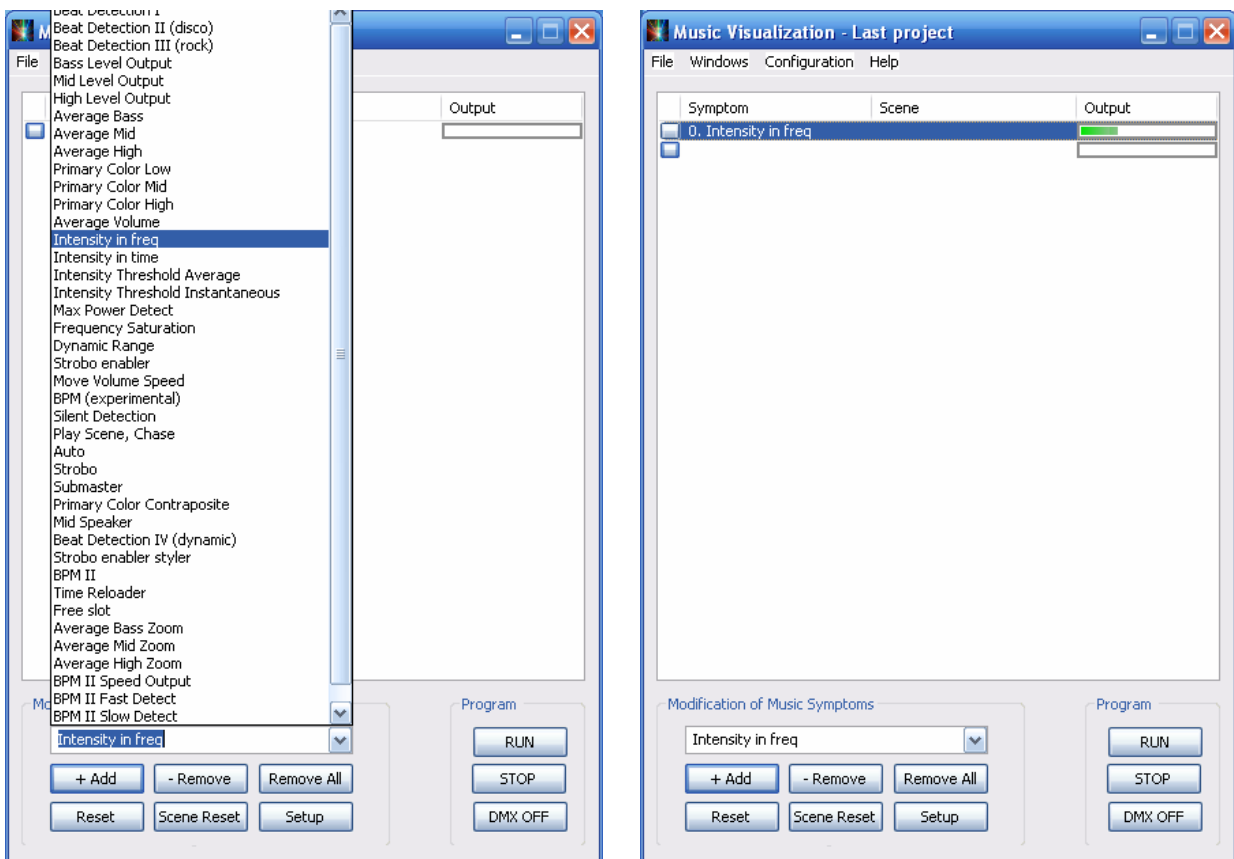 M
File
Beat Detection I
Beat Detection II (disco)
Beat Detection III (rock)
Bass Level Output
Mid Level Output
High Level Output
Average Bass
Average Mid
Average High
Primary Color Low
Primary Color Mid
Primary Color High
Average Volume
Intensity in freq
Intensity in time
Intensity Threshold Average
Intensity Threshold Instantaneous
Max Power Detect
Frequency Saturation
Dynamic Range
Strobo enabler
Move Volume Speed
BPM (experimental)
Silent Detection
Play Scene, Chase
Auto
Strobo
Submaster
Primary Color Contraposite
Mid Speaker
Beat Detection IV (dynamic)
Strobo enabler styler
BPM II
Time Reloader
Free slot
Average Bass Zoom
Average Mid Zoom
Average High Zoom
BPM II Speed Output
BPM II Fast Detect
BPM II Slow Detect
Output
Mo
Intensity in freq
+ Add - Remove Remove All
Reset Scene Reset Setup
Program
RUN
STOP
DMX OFF
Music Visualization - Last project
File Windows Configuration Help
Symptom Scene Output
0. Intensity in freq
Modification of Music Symptoms
Intensity in freq
+ Add - Remove Remove All
Reset Scene Reset Setup
Program
RUN
STOP
DMX OFF